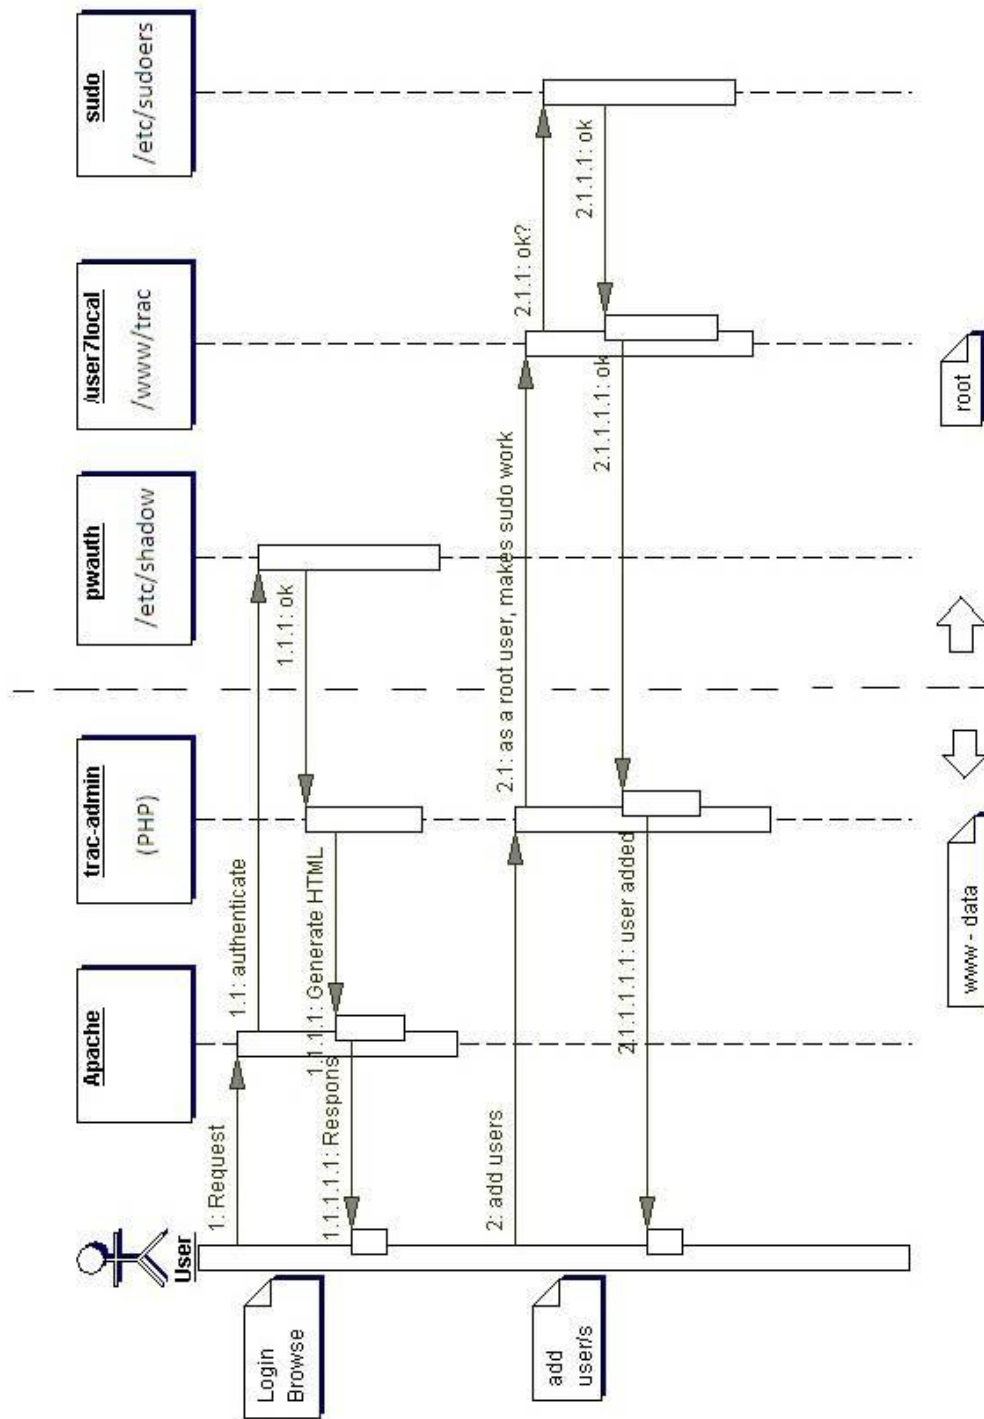 User
Apache
trac-admin
(PHP)
pwauth
/etc/shadow
/user7local
/www/trac
sudo
/etc/sudoers
Login
Browse
1: Request
1.1: authenticate
1.1.1: ok
1.1.1.1: Generate HTML
1.1.1.1.1: Respons
add
user/s
2: add users
2.1: as a root user, makes sudo work
2.1.1: ok?
2.1.1.1: ok
2.1.1.1.1: ok
2.1.1.1.1.1: user added
www - data
root